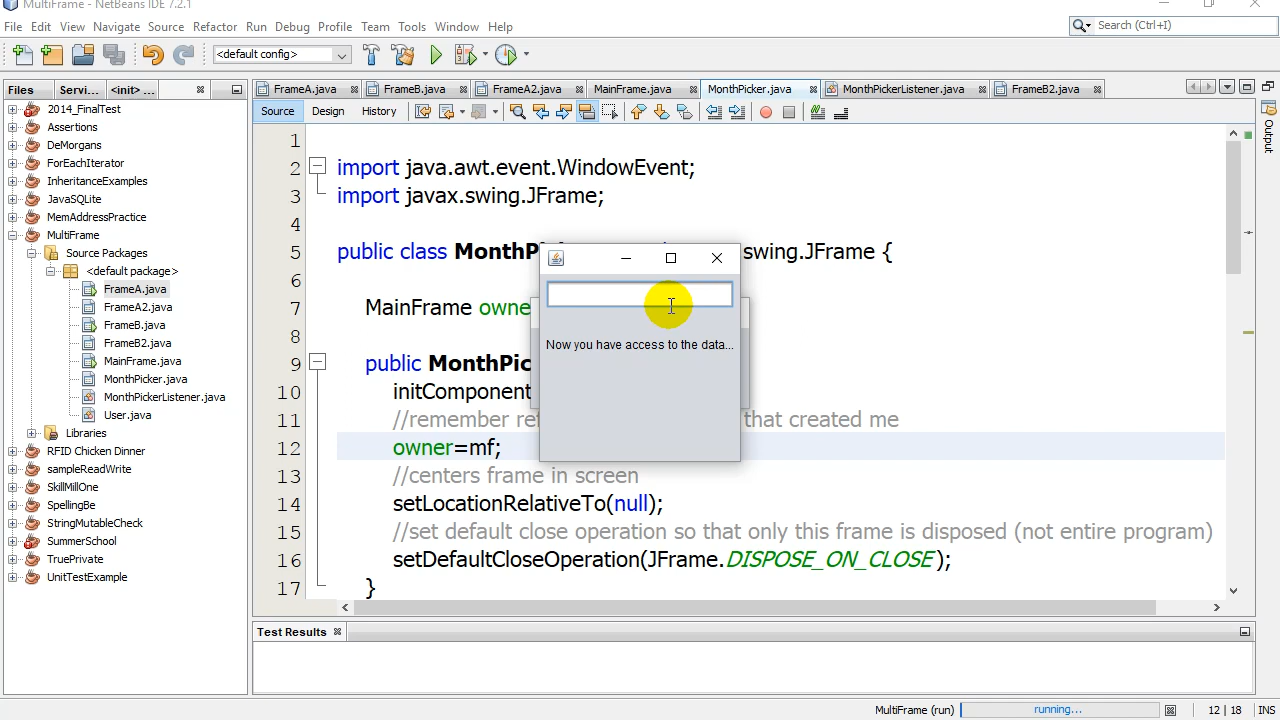 MultiFrame - NetBeans IDE 7.2.1
File Edit View Navigate Source Refactor Run Debug Profile Team Tools Window Help
Search (Ctrl+I)
<default config>
Files Servi... <init> ...
FrameA.java FrameB.java FrameA2.java MainFrame.java MonthPicker.java MonthPickerListener.java FrameB2.java
Source Design History
Output
2014_FinalTest
Assertions
DeMorgans
ForEachIterator
InheritanceExamples
JavaSQLite
MemAddressPractice
MultiFrame
Source Packages
<default package>
FrameA.java
FrameA2.java
FrameB.java
FrameB2.java
MainFrame.java
MonthPicker.java
MonthPickerListener.java
User.java
Libraries
RFID Chicken Dinner
sampleReadWrite
SkillMillOne
SpellingBe
StringMutableCheck
SummerSchool
TruePrivate
UnitTestExample
1
2 import java.awt.event.WindowEvent;
3 import javax.swing.JFrame;
4
5 public class MonthP swing.JFrame {
6
7 MainFrame owne
8
9 public MonthPic
10 initComponent
11 //remember re that created me
12 owner=mf;
13 //centers frame in screen
14 setLocationRelativeTo(null);
15 //set default close operation so that only this frame is disposed (not entire program)
16 setDefaultCloseOperation(JFrame.DISPOSE_ON_CLOSE);
17 }
Now you have access to the data...
Test Results
MultiFrame (run) running... 12 | 18 INS